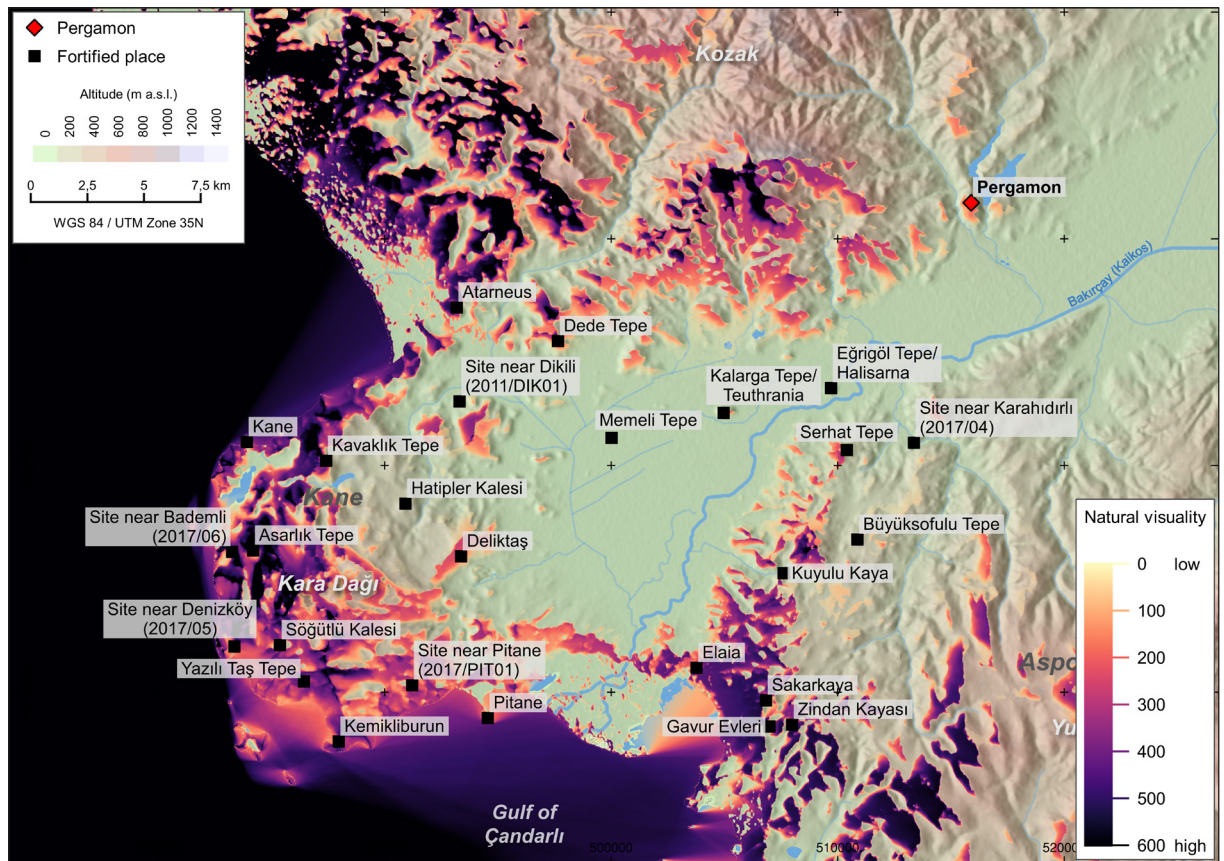 Pergamon
Fortified place
Altitude (m a.s.l.)
0 200 400 600 800 1000 1200 1400
0 2,5 5 7,5 km
WGS 84 / UTM Zone 35N
Kozak
Pergamon
Bakırçay (Kaikos)
Atarneus
Dede Tepe
Site near Dikili
(2011/DIK01)
Eğrigöl Tepe/
Halisarna
Kalarga Tepe/
Teuthrania
Site near Karahıdırlı
(2017/04)
Memeli Tepe
Serhat Tepe
Kane
Kavaklık Tepe
Kane
Hatipler Kalesi
Site near Bademli
(2017/06)
Asarlık Tepe
Deliktaş
Büyüksofulu Tepe
Kuyulu Kaya
Kara Dağı
Site near Denizköy
(2017/05)
Söğütlü Kalesi
Site near Pitane
(2017/PIT01)
Elaia
Yazılı Taş Tepe
Sakarkaya
Pitane
Zindan Kayası
Gavur Evleri
Kemikliburun
Aspo
Yu
Gulf of
Çandarlı
500000
510000
52000
Natural visuality
0 low
100
200
300
400
500
600 high